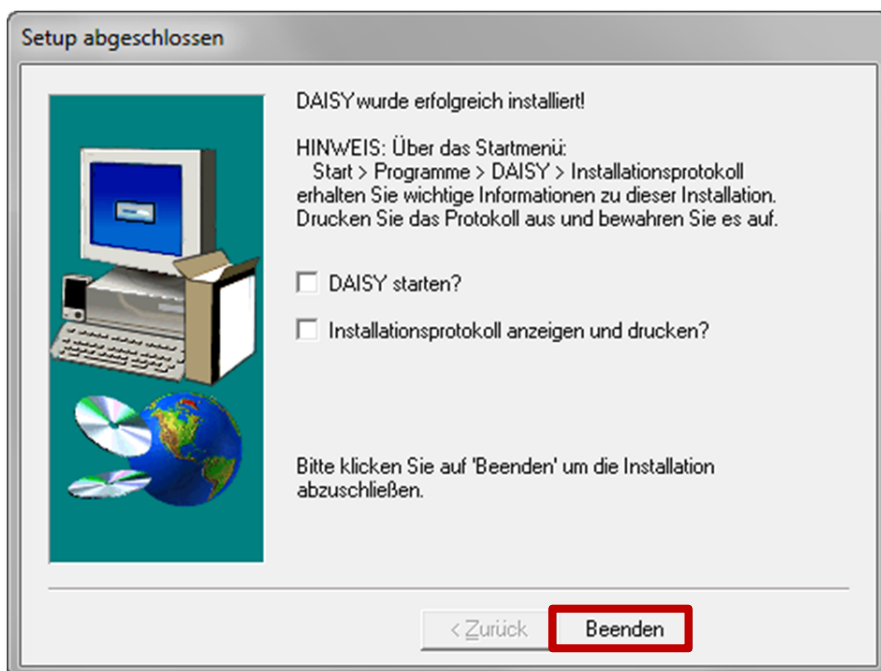 Setup abgeschlossen
DAISY wurde erfolgreich installiert!
HINWEIS: Über das Startmenü:
Start > Programme > DAISY > Installationsprotokoll
erhalten Sie wichtige Informationen zu dieser Installation.
Drucken Sie das Protokoll aus und bewahren Sie es auf.
DAISY starten?
Installationsprotokoll anzeigen und drucken?
Bitte klicken Sie auf 'Beenden' um die Installation
abzuschließen.
< Zurück
Beenden